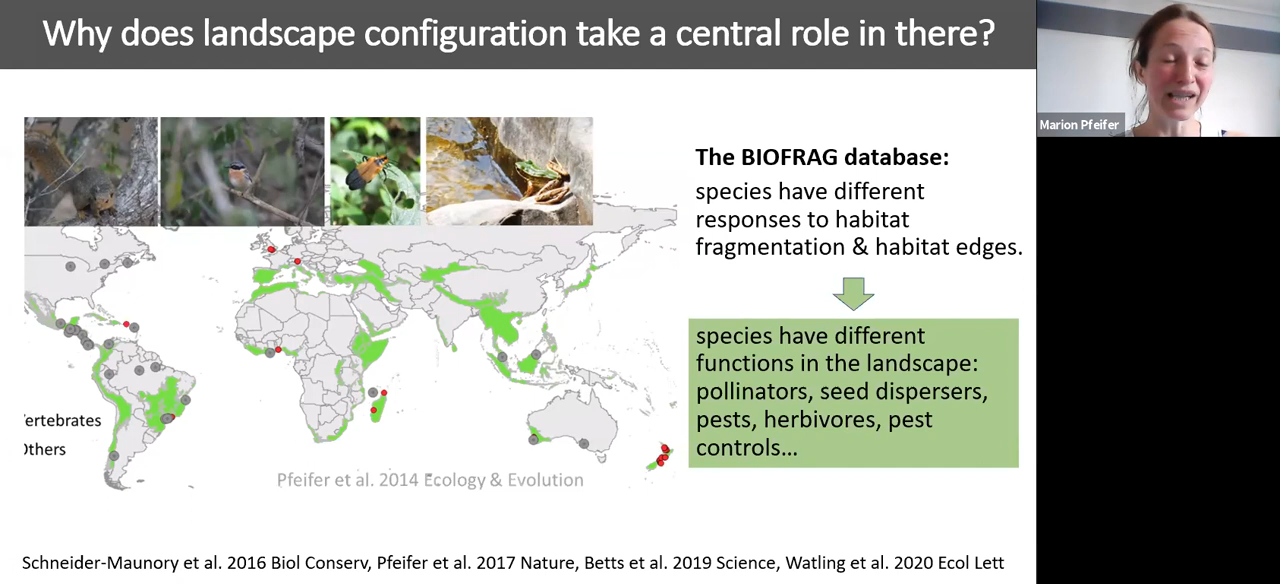 Why does landscape configuration take a central role in there?
Marion Pfeifer
The BIOFRAG database:
species have different
responses to habitat
fragmentation & habitat edges.
species have different
functions in the landscape:
pollinators, seed dispersers,
pests, herbivores, pest
controls…
ertebrates
thers
Pfeifer et al. 2014 Ecology & Evolution
Schneider-Maunory et al. 2016 Biol Conserv, Pfeifer et al. 2017 Nature, Betts et al. 2019 Science, Watling et al. 2020 Ecol Lett